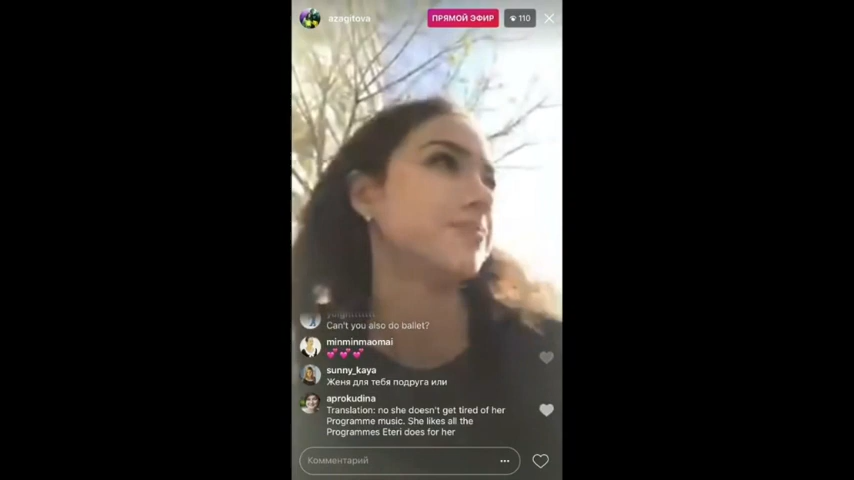 azagitova
ПРЯМОЙ ЭФИР
110
Can't you also do ballet?
minminmaomai
💕💕💕
sunny_kaya
Женя для тебя подруга или
aprokudina
Translation: no she doesn't get tired of her
Programme music. She likes all the
Programmes Eteri does for her
Комментарий